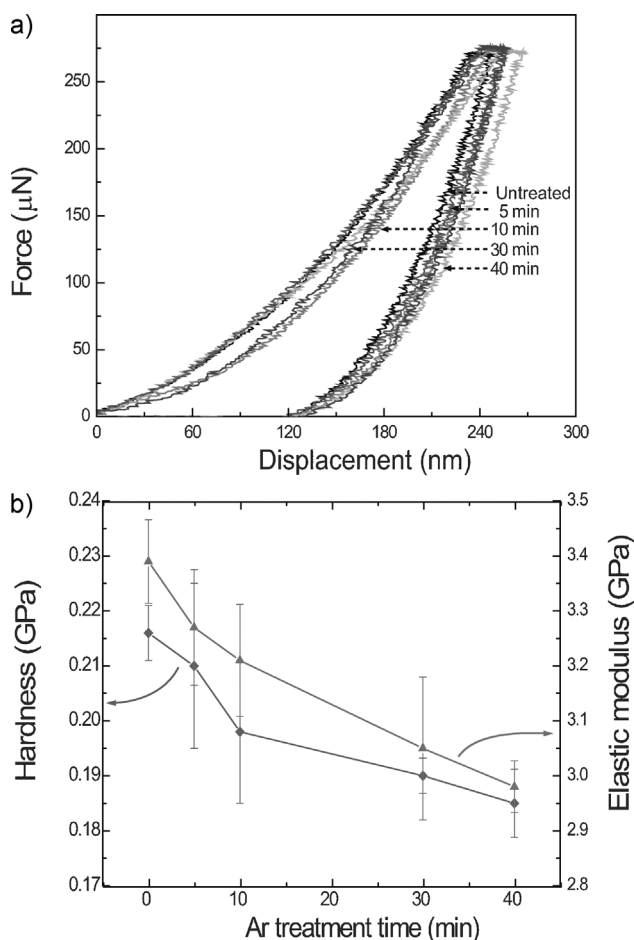 a)
250
200
150
100
50
0
Force (μN)
Untreated
5 min
10 min
30 min
40 min
0 60 120 180 240 300
Displacement (nm)
b)
0.24
0.23
0.22
0.21
0.20
0.19
0.18
0.17
Hardness (GPa)
3.5
3.4
3.3
3.2
3.1
3.0
2.9
2.8
Elastic modulus (GPa)
0 10 20 30 40
Ar treatment time (min)